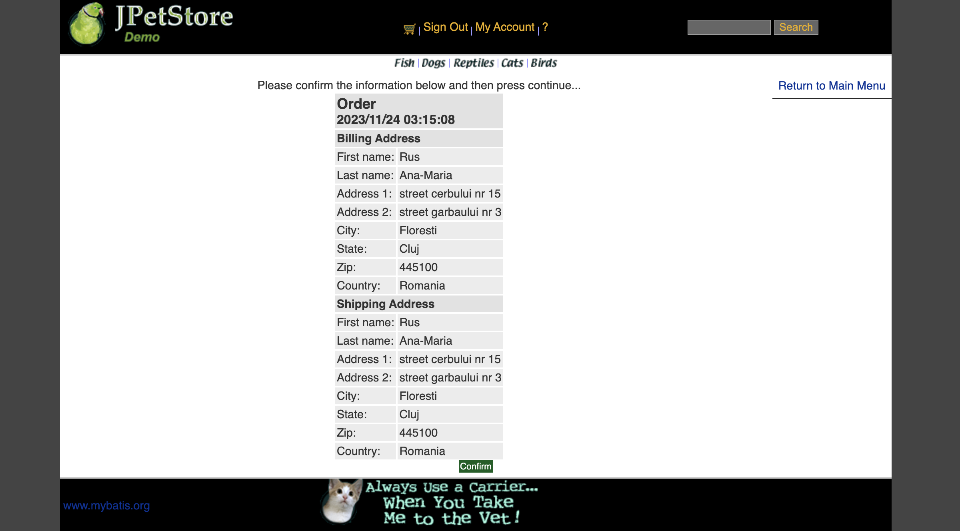 JPetStore
Demo
Sign Out My Account ?
Search
Fish Dogs Reptiles Cats Birds
Please confirm the information below and then press continue...
Return to Main Menu
Order
2023/11/24 03:15:08
Billing Address
First name: Rus
Last name: Ana-Maria
Address 1: street cerbului nr 15
Address 2: street garbaului nr 3
City: Floresti
State: Cluj
Zip: 445100
Country: Romania
Shipping Address
First name: Rus
Last name: Ana-Maria
Address 1: street cerbului nr 15
Address 2: street garbaului nr 3
City: Floresti
State: Cluj
Zip: 445100
Country: Romania
Confirm
www.mybatis.org
Always Use a Carrier...
When You Take
Me to the Vet!